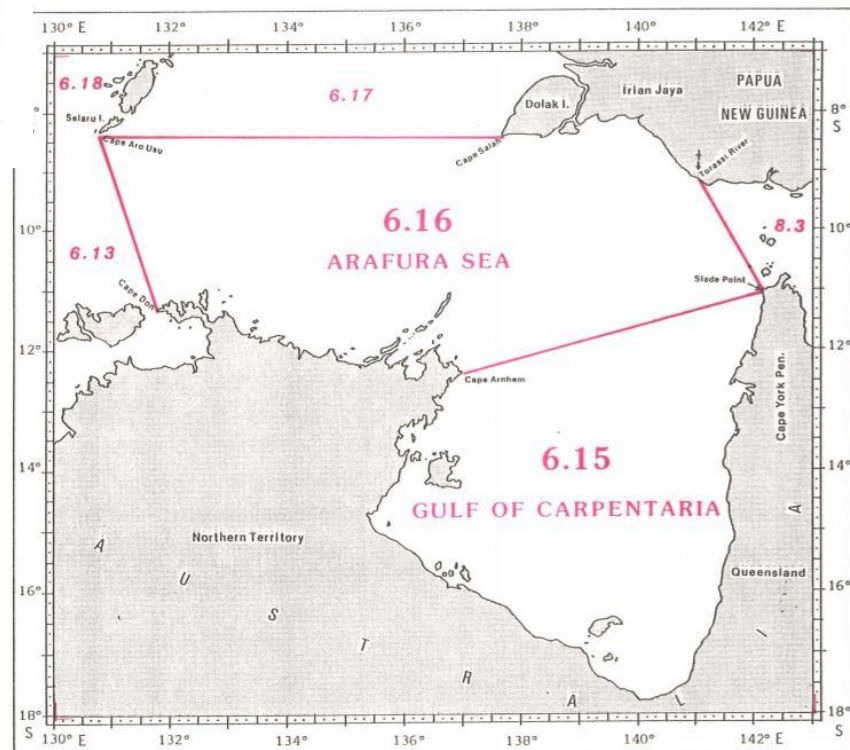 130° E 132° 134° 136° 138° 140° 142° E
6.18
6.17
Dolak I.
Irian Jaya
PAPUA
NEW GUINEA
8°
S
8°
S
Selaru I.
Cape Aro Usu
Cape Salah
Torassi River
10°
6.16
ARAFURA SEA
8.3
10°
6.13
Cape Don
Slade Point
12°
Cape Arnhem
12°
Cape York Pen.
14°
6.15
GULF OF CARPENTARIA
14°
Northern Territory
Queensland
16°
16°
AUSTRALIA
18°
S
18°
S
130° E 132° 134° 136° 138° 140° 142° E